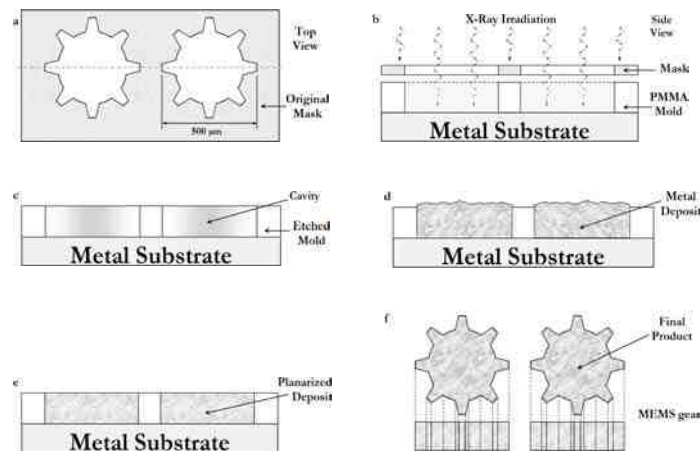 a
Top
View
Original
Mask
500 μm
b
X-Ray Irradiation
Side
View
Mask
PMMA
Mold
Metal Substrate
c
Cavity
Etched
Mold
Metal Substrate
d
Metal
Deposit
Metal Substrate
e
Planarized
Deposit
Metal Substrate
f
Final
Product
MEMS gear